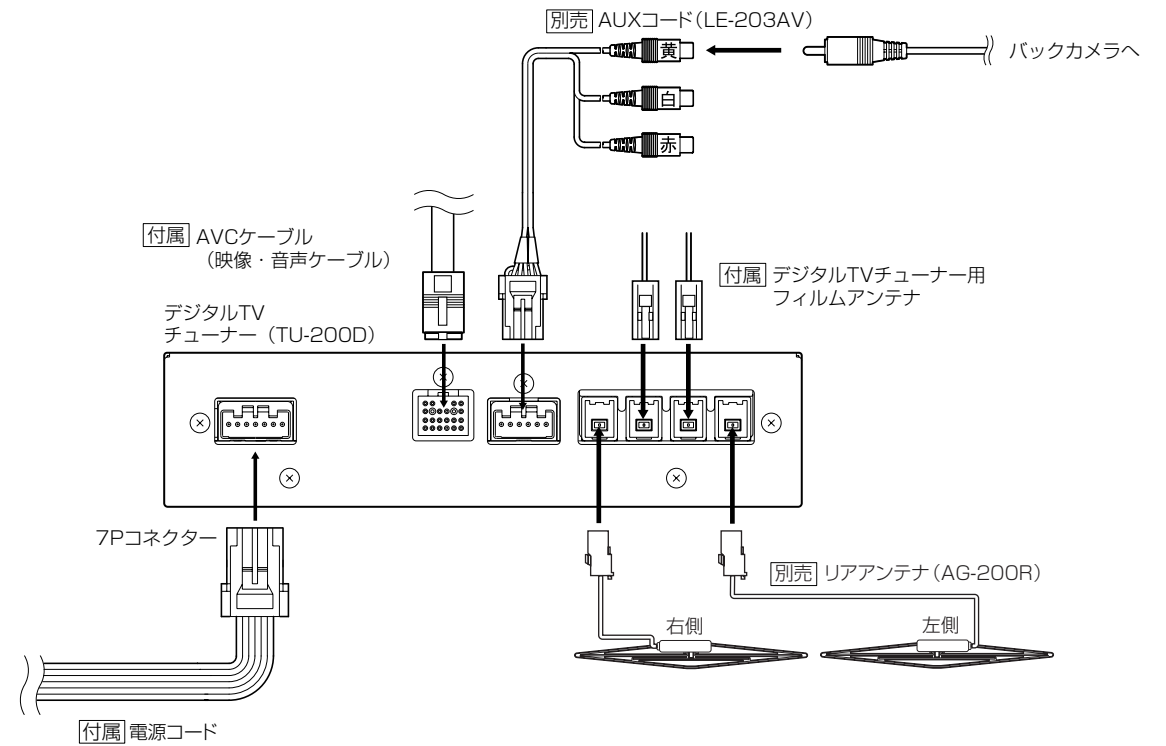 別売 AUXコード(LE-203AV)
黄
バックカメラへ
白
赤
付属 AVCケーブル
(映像・音声ケーブル)
付属 デジタルTVチューナー用
フィルムアンテナ
デジタルTV
チューナー(TU-200D)
7Pコネクター
別売 リアアンテナ(AG-200R)
右側
左側
付属 電源コード